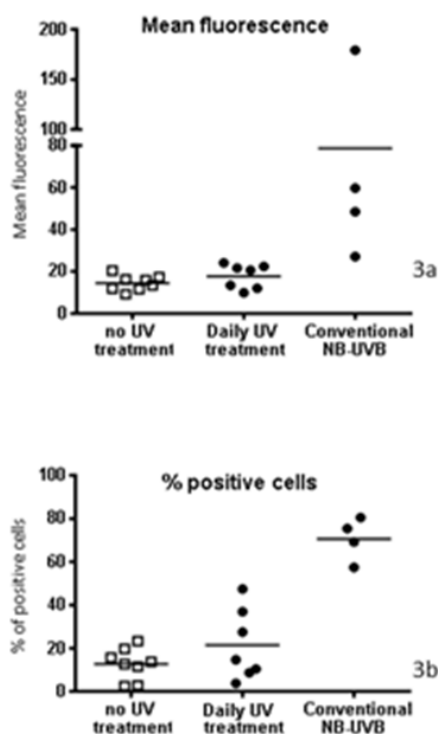 Mean fluorescence
200
150
100
80
60
40
20
0
Mean fluorescence
no UV treatment
Daily UV treatment
Conventional NB-UVB
3a
% positive cells
100
80
60
40
20
0
% of positive cells
no UV treatment
Daily UV treatment
Conventional NB-UVB
3b